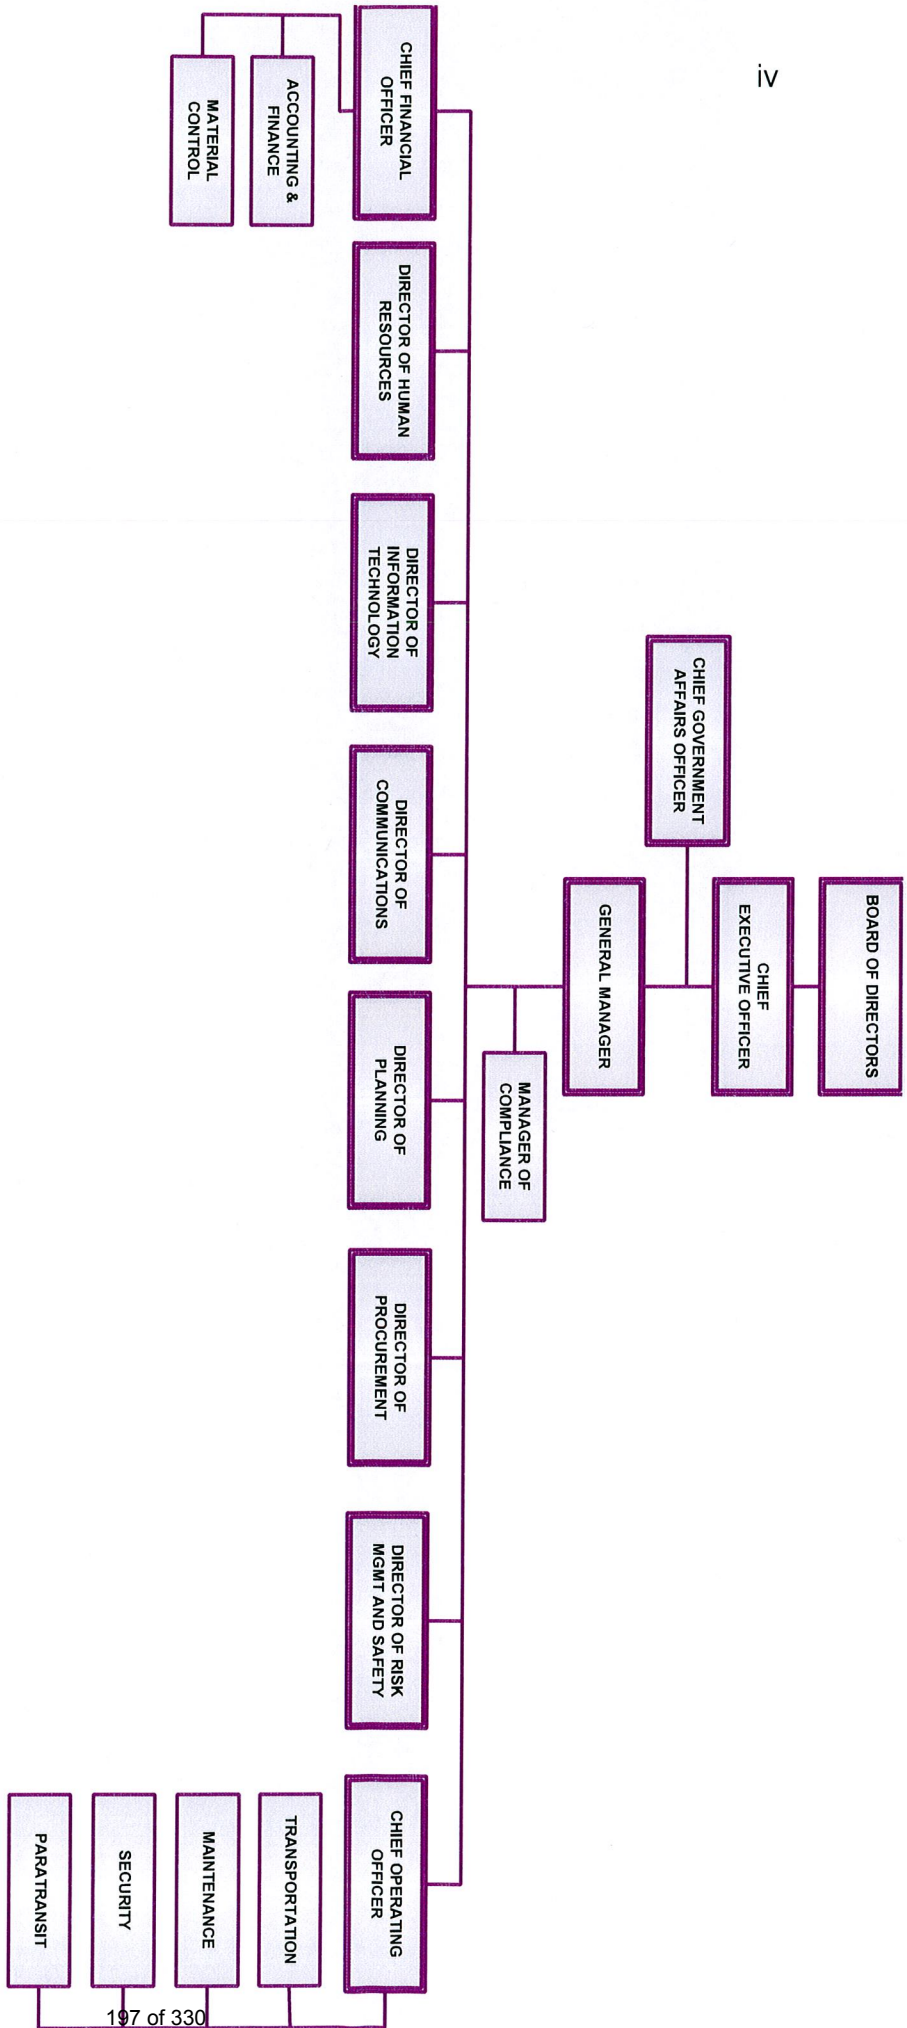 iv
BOARD OF DIRECTORS
CHIEF
EXECUTIVE OFFICER
CHIEF GOVERNMENT
AFFAIRS OFFICER
GENERAL MANAGER
MANAGER OF
COMPLIANCE
CHIEF FINANCIAL
OFFICER
ACCOUNTING &
FINANCE
MATERIAL
CONTROL
DIRECTOR OF HUMAN
RESOURCES
DIRECTOR OF
INFORMATION
TECHNOLOGY
DIRECTOR OF
COMMUNICATIONS
DIRECTOR OF
PLANNING
DIRECTOR OF
PROCUREMENT
DIRECTOR OF RISK
MGMT AND SAFETY
CHIEF OPERATING
OFFICER
TRANSPORTATION
MAINTENANCE
SECURITY
PARATRANSIT
197 of 330